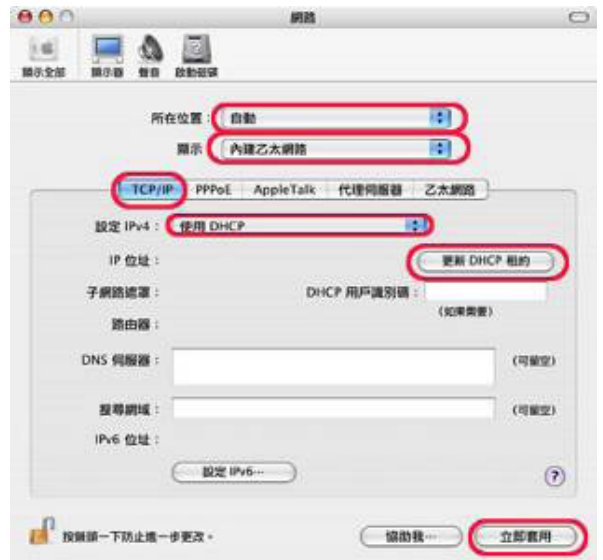 網路
顯示全部 顯示器 聲音 啟動磁碟
所在位置： 自動
顯示 內建乙太網路
TCP/IP PPPoE AppleTalk 代理伺服器 乙太網路
設定 IPv4： 使用 DHCP
IP 位址： 更新 DHCP 租約
子網路遮罩： DHCP 用戶識別碼：
(如果需要)
路由器：
DNS 伺服器： (可留空)
搜尋網域： (可留空)
IPv6 位址：
設定 IPv6… ?
按鎖頭一下防止進一步更改。 協助我… 立即套用